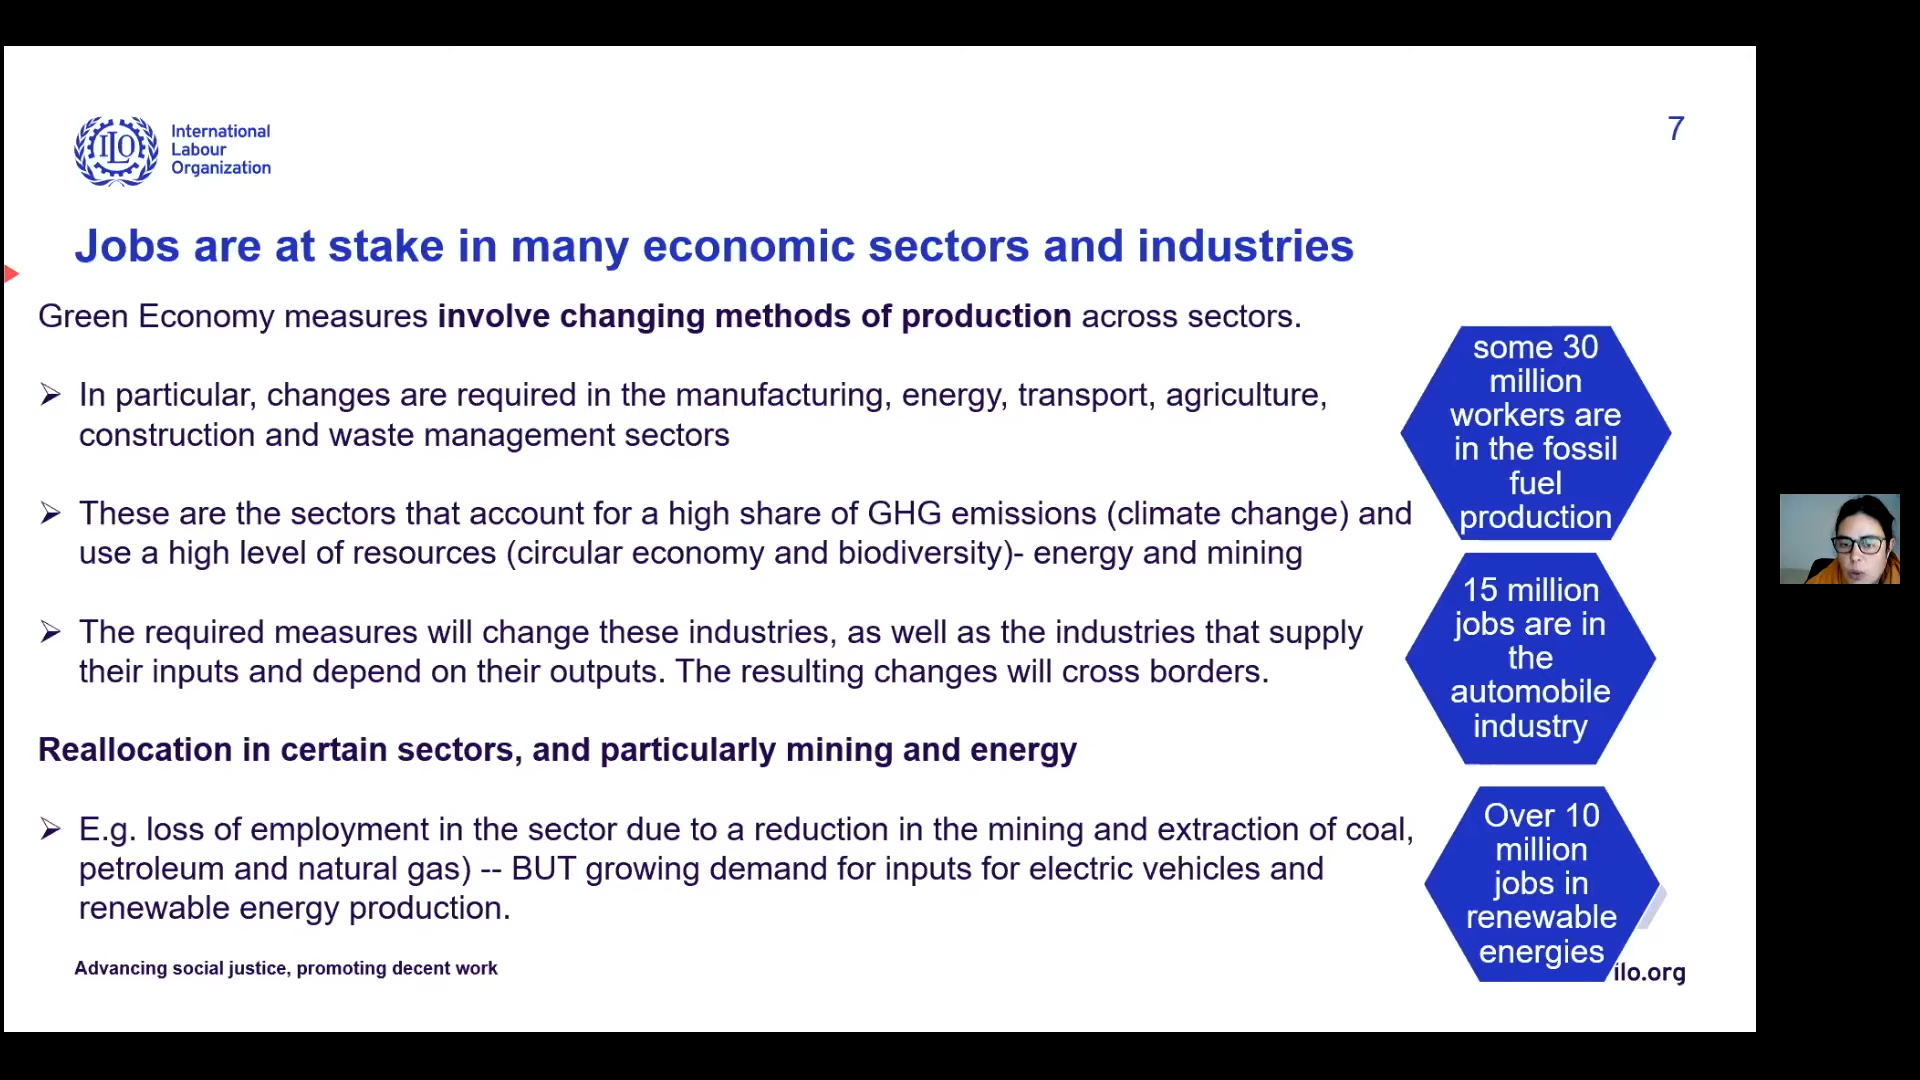 ILO
International
Labour
Organization
7
Jobs are at stake in many economic sectors and industries
Green Economy measures involve changing methods of production across sectors.
In particular, changes are required in the manufacturing, energy, transport, agriculture,
construction and waste management sectors
These are the sectors that account for a high share of GHG emissions (climate change) and
use a high level of resources (circular economy and biodiversity)- energy and mining
The required measures will change these industries, as well as the industries that supply
their inputs and depend on their outputs. The resulting changes will cross borders.
Reallocation in certain sectors, and particularly mining and energy
E.g. loss of employment in the sector due to a reduction in the mining and extraction of coal,
petroleum and natural gas) -- BUT growing demand for inputs for electric vehicles and
renewable energy production.
some 30
million
workers are
in the fossil
fuel
production
15 million
jobs are in
the
automobile
industry
Over 10
million
jobs in
renewable
energies
Advancing social justice, promoting decent work
ilo.org